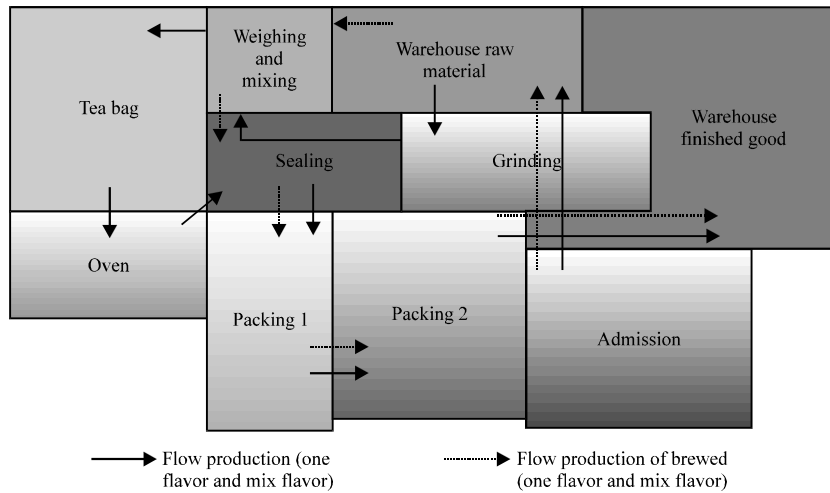 Weighing
and
mixing
Warehouse raw
material
Tea bag
Warehouse
finished good
Sealing
Grinding
Oven
Packing 1
Packing 2
Admission
Flow production (one
flavor and mix flavor)
Flow production of brewed
(one flavor and mix flavor)